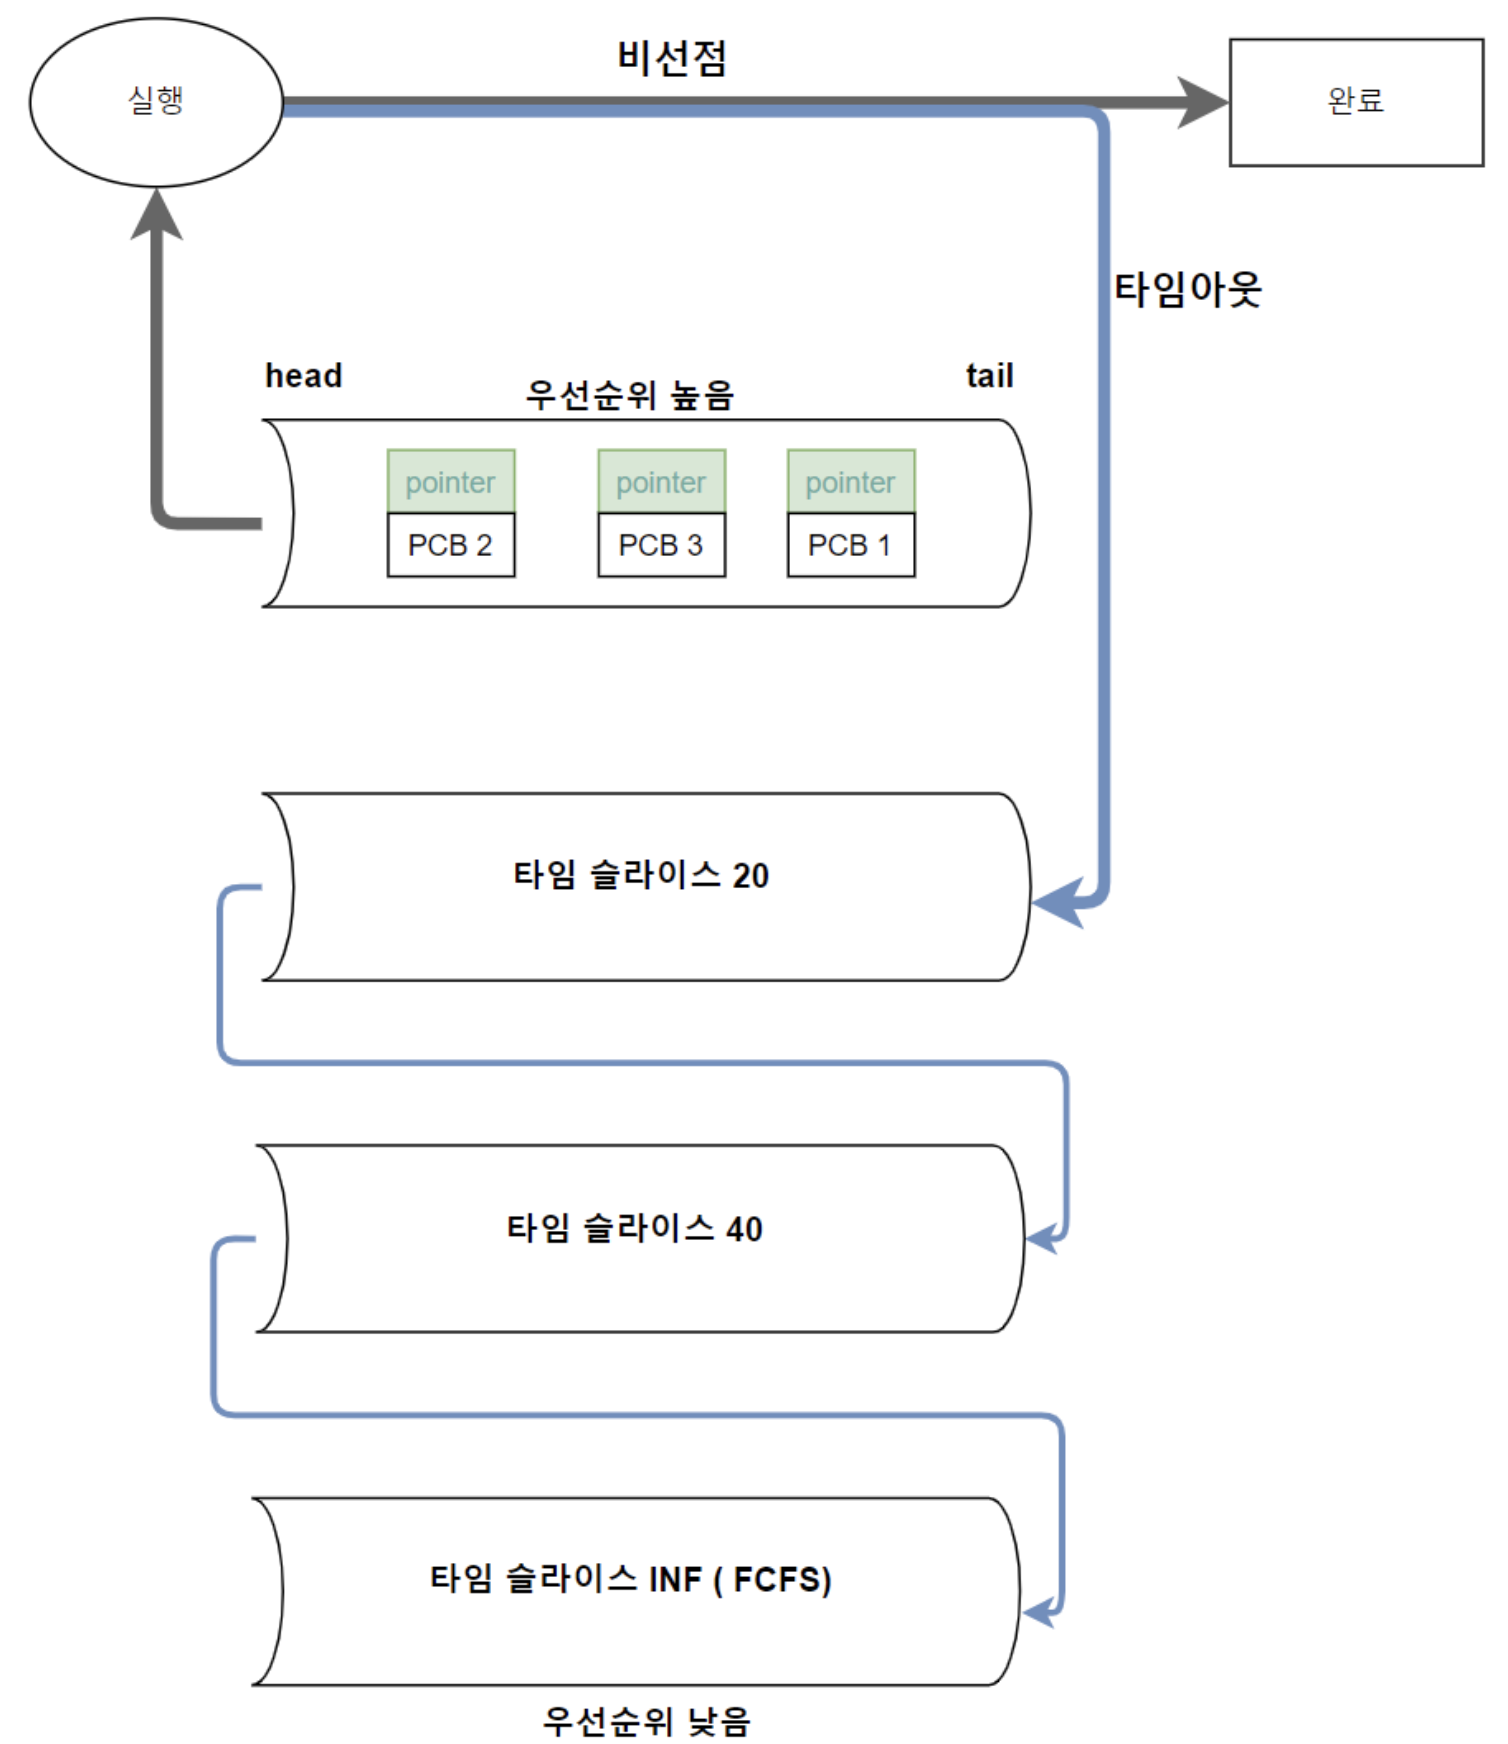 비선점
실행
완료
타임아웃
head
우선순위 높음
tail
pointer
pointer
pointer
PCB 2
PCB 3
PCB 1
타임 슬라이스 20
타임 슬라이스 40
타임 슬라이스 INF ( FCFS)
우선순위 낮음